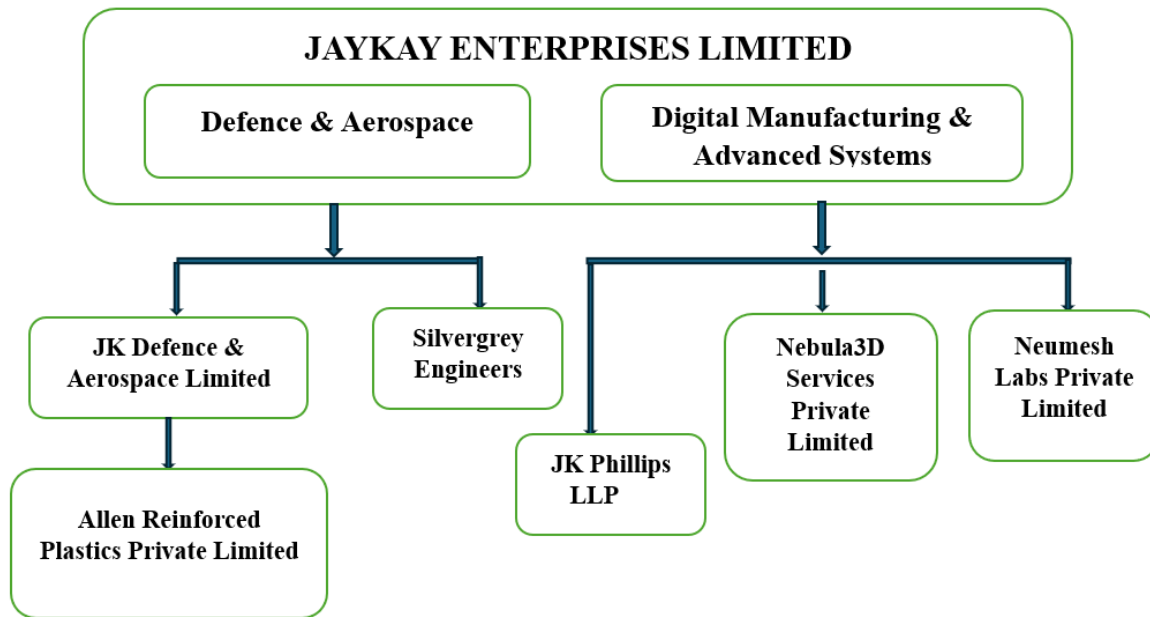 JAYKAY ENTERPRISES LIMITED
Defence & Aerospace
Digital Manufacturing &
Advanced Systems
JK Defence &
Aerospace Limited
Silvergrey
Engineers
JK Phillips
LLP
Nebula3D
Services
Private
Limited
Neumesh
Labs Private
Limited
Allen Reinforced
Plastics Private Limited